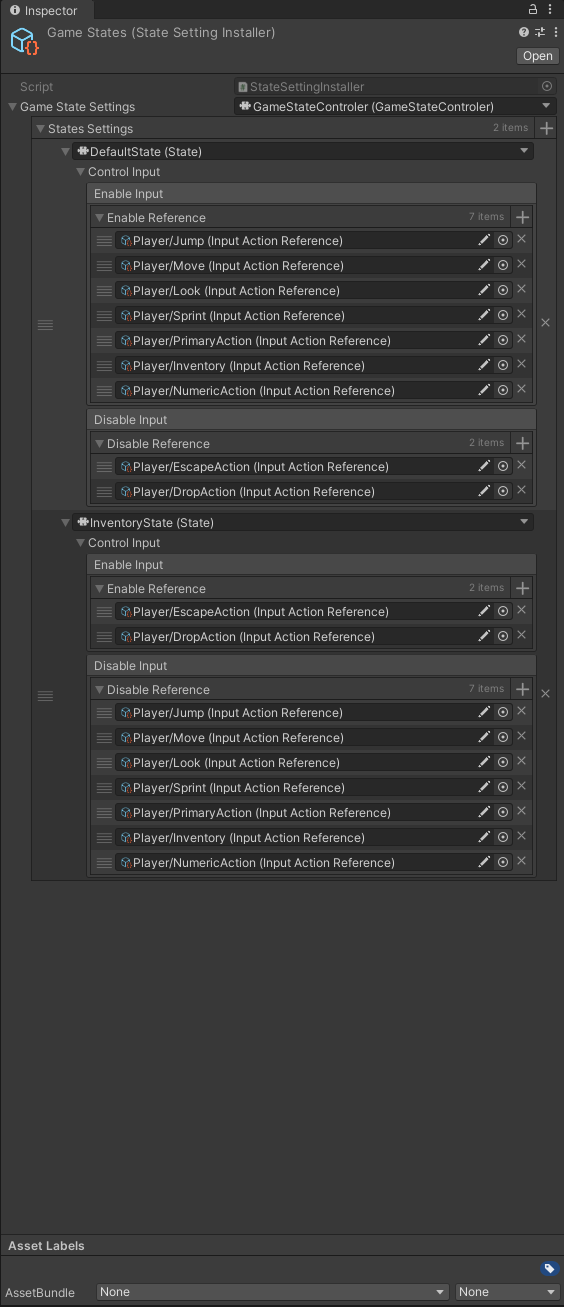 Inspector
Game States (State Setting Installer)
Open
Script StateSettingInstaller
Game State Settings GameStateControler (GameStateControler)
States Settings 2 items
DefaultState (State)
Control Input
Enable Input
Enable Reference 7 items
Player/Jump (Input Action Reference)
Player/Move (Input Action Reference)
Player/Look (Input Action Reference)
Player/Sprint (Input Action Reference)
Player/PrimaryAction (Input Action Reference)
Player/Inventory (Input Action Reference)
Player/NumericAction (Input Action Reference)
Disable Input
Disable Reference 2 items
Player/EscapeAction (Input Action Reference)
Player/DropAction (Input Action Reference)
InventoryState (State)
Control Input
Enable Input
Enable Reference 2 items
Player/EscapeAction (Input Action Reference)
Player/DropAction (Input Action Reference)
Disable Input
Disable Reference 7 items
Player/Jump (Input Action Reference)
Player/Move (Input Action Reference)
Player/Look (Input Action Reference)
Player/Sprint (Input Action Reference)
Player/PrimaryAction (Input Action Reference)
Player/Inventory (Input Action Reference)
Player/NumericAction (Input Action Reference)
Asset Labels
AssetBundle None None